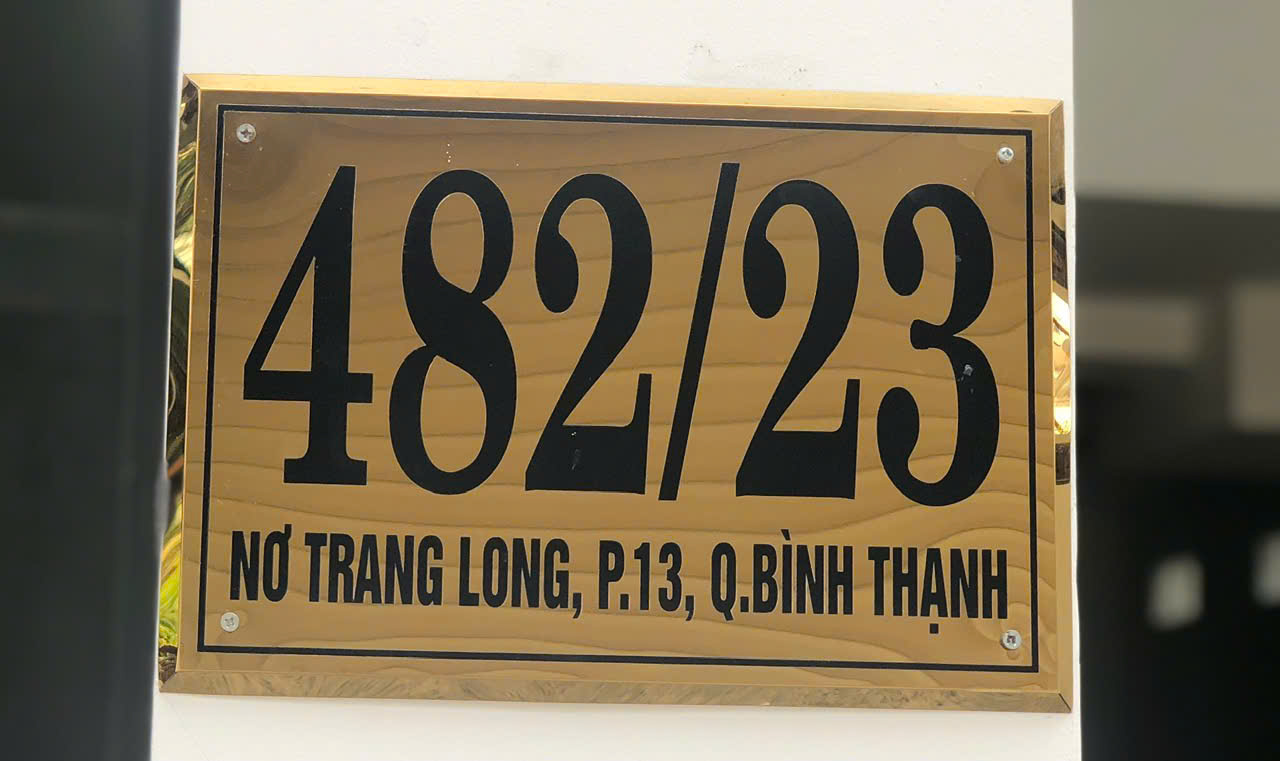 482/23
NƠ TRANG LONG, P.13, Q.BÌNH THẠNH